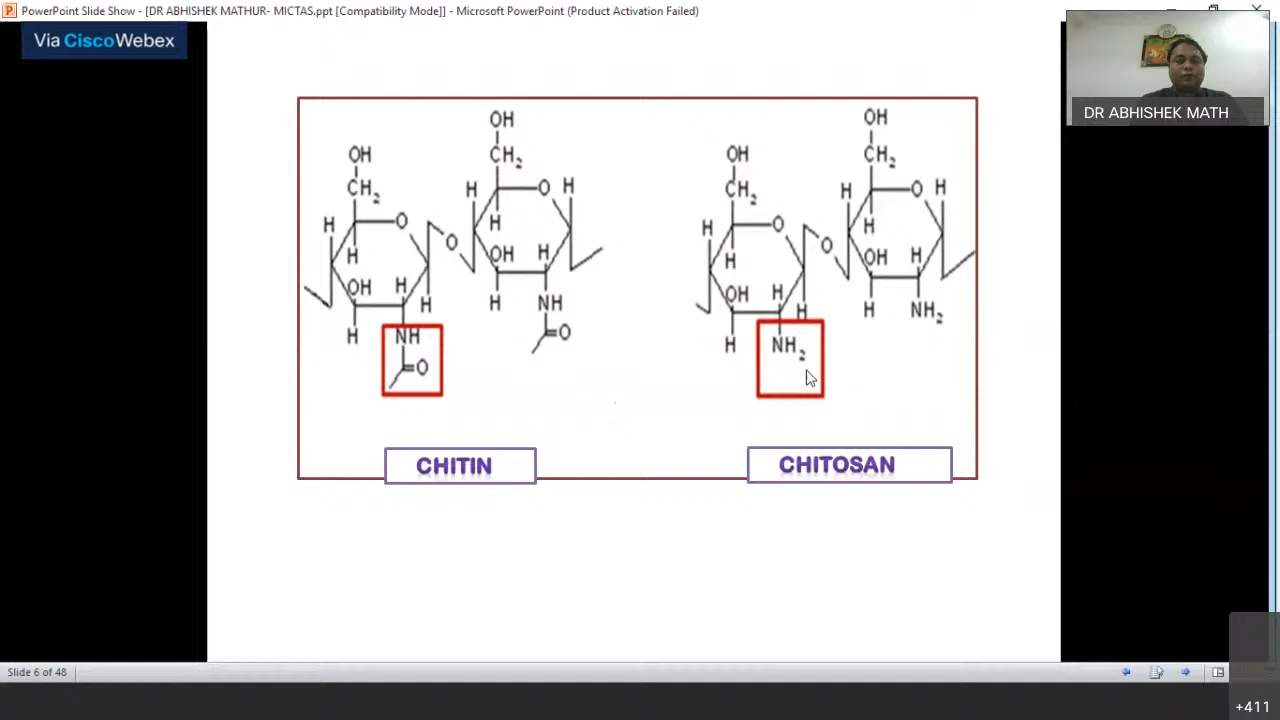 PowerPoint Slide Show - [DR ABHISHEK MATHUR- MICTAS.ppt [Compatibility Mode]] - Microsoft PowerPoint (Product Activation Failed)
Via CiscoWebex
DR ABHISHEK MATH
OH
CH2
OH
CH2
H
O
H
H
O
H
H
O
OH
H
OH
H
H
H
H
NH
H
NH
O
O
OH
CH2
OH
CH2
H
O
H
H
O
H
H
O
OH
H
OH
H
H
H
H
NH2
H
NH2
CHITIN
CHITOSAN
Slide 6 of 48
+411